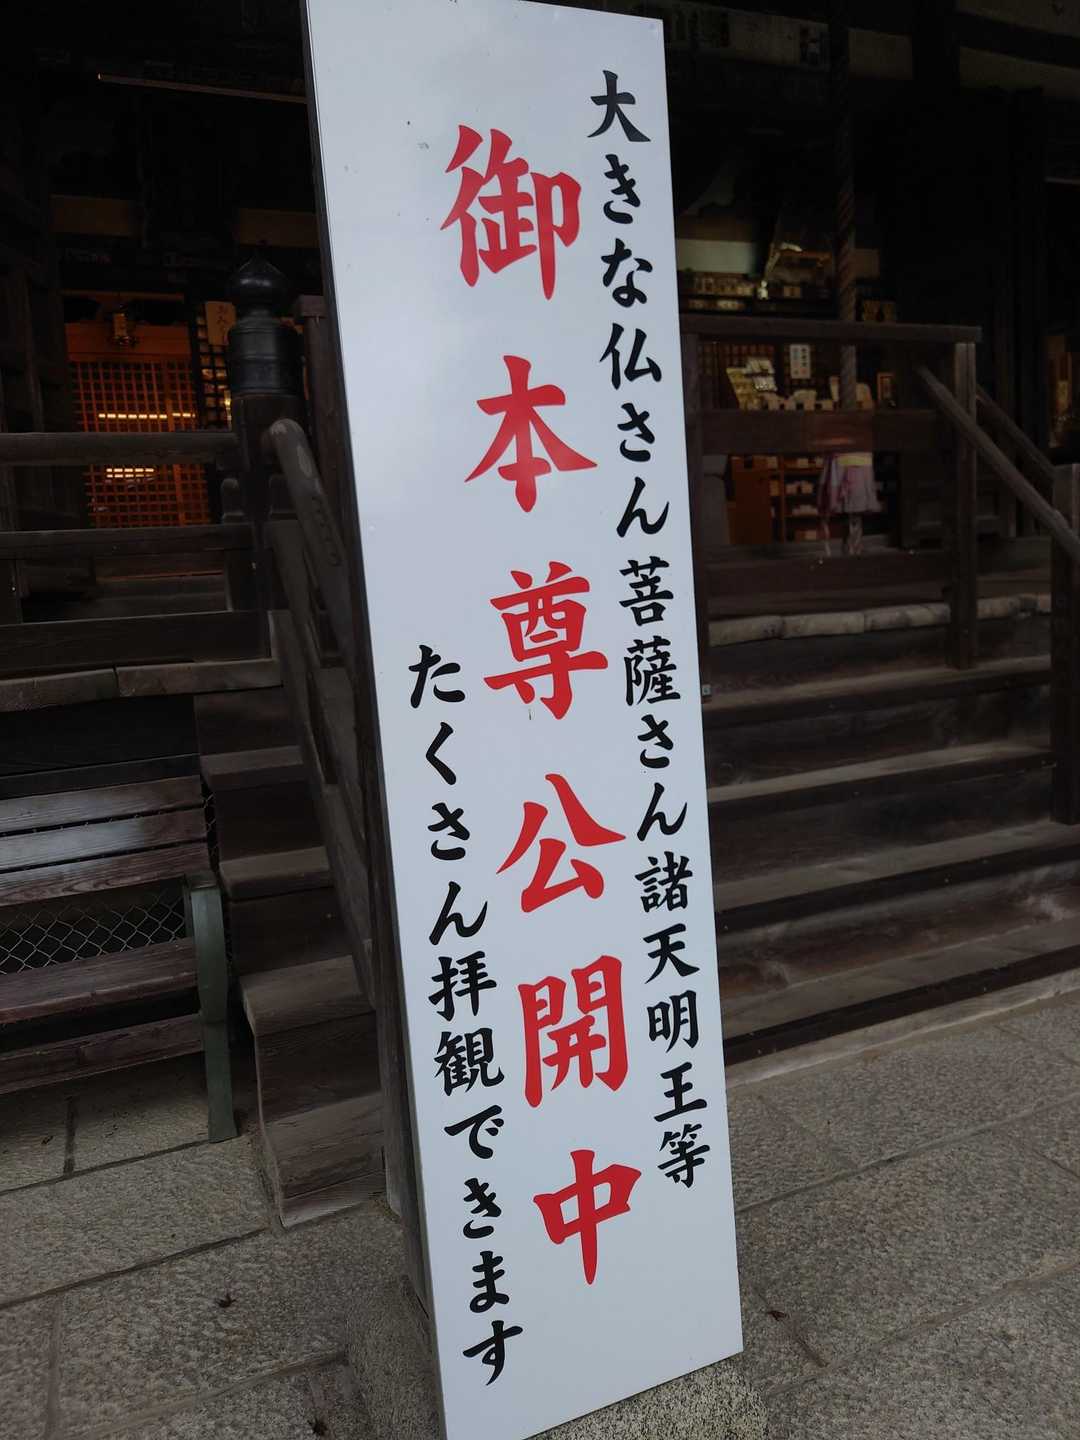 大きな仏さん菩薩さん諸天明王等
御本尊公開中
たくさん拝観できます